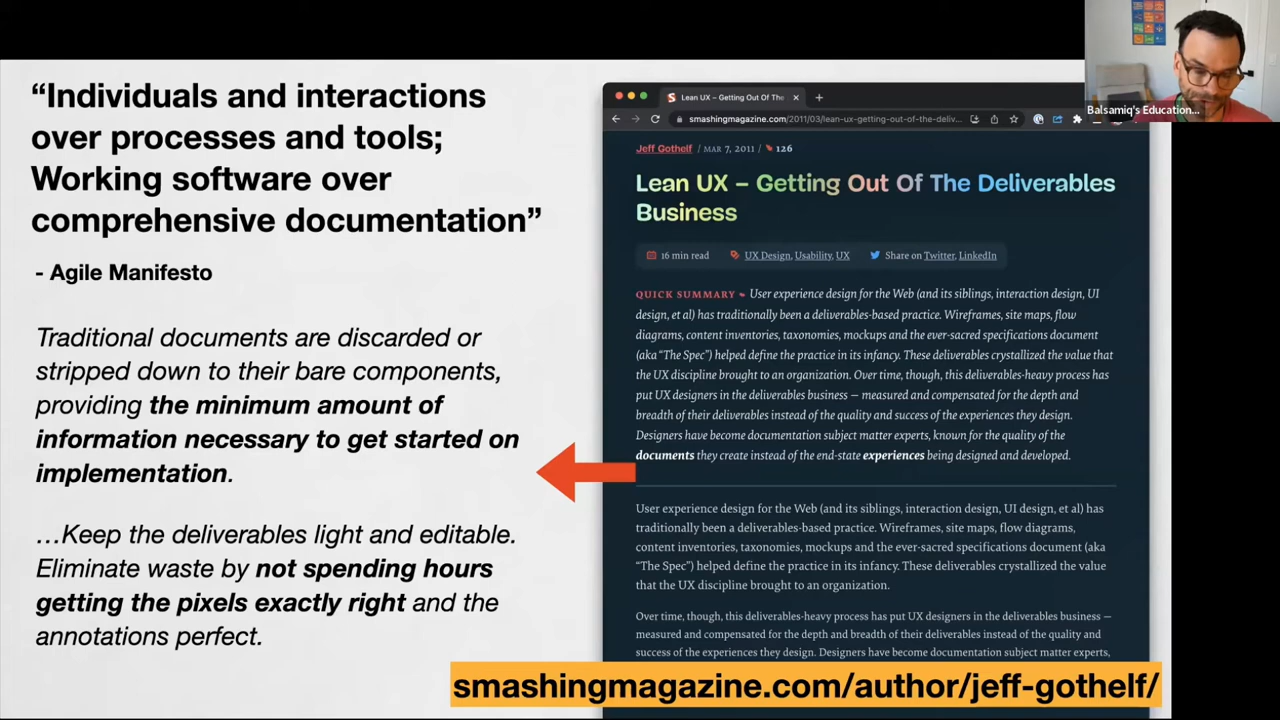 “Individuals and interactions
over processes and tools;
Working software over
comprehensive documentation”
- Agile Manifesto
Traditional documents are discarded or
stripped down to their bare components,
providing the minimum amount of
information necessary to get started on
implementation.
…Keep the deliverables light and editable.
Eliminate waste by not spending hours
getting the pixels exactly right and the
annotations perfect.
Lean UX – Getting Out Of The
smashingmagazine.com/2011/03/lean-ux-getting-out-of-the-deliv...
Jeff Gothelf / MAR 7, 2011 / 126
Lean UX – Getting Out Of The Deliverables
Business
16 min read UX Design, Usability, UX Share on Twitter, LinkedIn
QUICK SUMMARY User experience design for the Web (and its siblings, interaction design, UI
design, et al) has traditionally been a deliverables-based practice. Wireframes, site maps, flow
diagrams, content inventories, taxonomies, mockups and the ever-sacred specifications document
(aka “The Spec”) helped define the practice in its infancy. These deliverables crystallized the value that
the UX discipline brought to an organization. Over time, though, this deliverables-heavy process has
put UX designers in the deliverables business — measured and compensated for the depth and
breadth of their deliverables instead of the quality and success of the experiences they design.
Designers have become documentation subject matter experts, known for the quality of the
documents they create instead of the end-state experiences being designed and developed.
User experience design for the Web (and its siblings, interaction design, UI design, et al) has
traditionally been a deliverables-based practice. Wireframes, site maps, flow diagrams,
content inventories, taxonomies, mockups and the ever-sacred specifications document (aka
“The Spec”) helped define the practice in its infancy. These deliverables crystallized the value
that the UX discipline brought to an organization.
Over time, though, this deliverables-heavy process has put UX designers in the deliverables business —
measured and compensated for the depth and breadth of their deliverables instead of the quality and
success of the experiences they design. Designers have become documentation subject matter experts,
smashingmagazine.com/author/jeff-gothelf/
Balsamiq's Education...